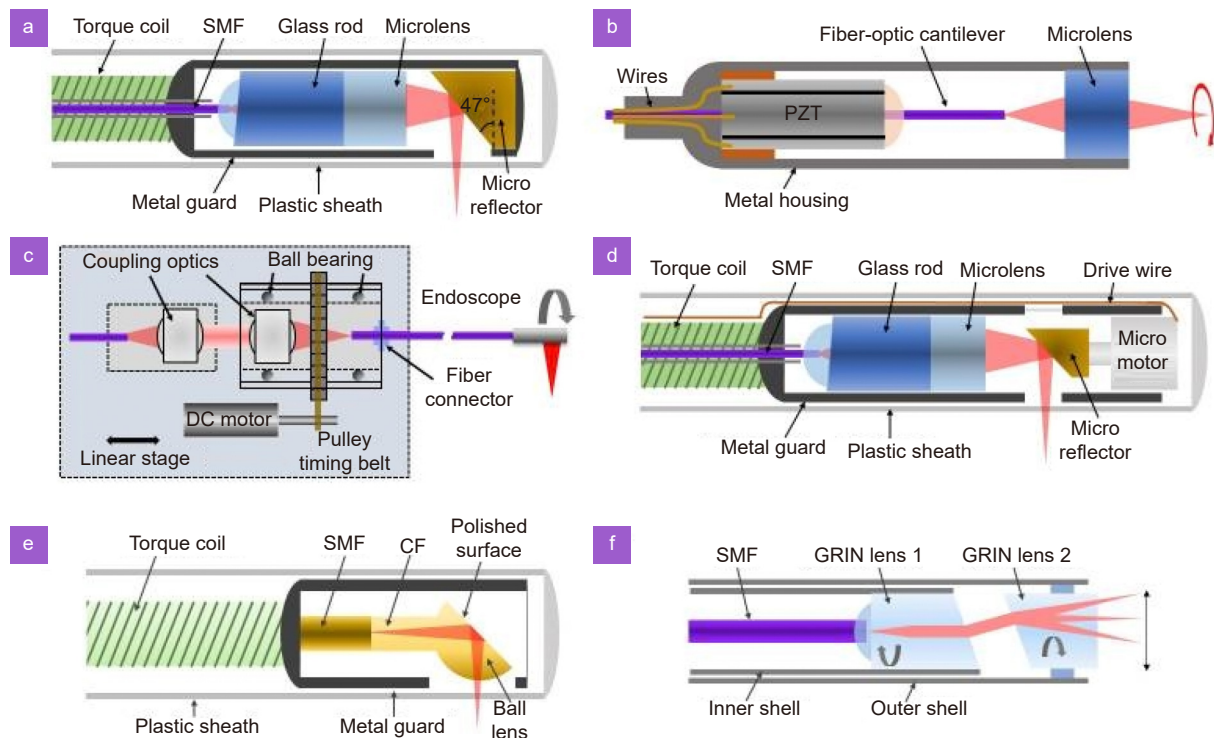 a
Torque coil
SMF
Glass rod
Microlens
47°
Metal guard
Plastic sheath
Micro
reflector
b
Fiber-optic cantilever
Microlens
Wires
PZT
Metal housing
c
Coupling optics
Ball bearing
Endoscope
Fiber
connector
DC motor
Pulley
timing belt
Linear stage
d
Torque coil
SMF
Glass rod
Microlens
Drive wire
Micro
motor
Metal guard
Plastic sheath
Micro
reflector
e
Torque coil
SMF
CF
Polished
surface
Plastic sheath
Metal guard
Ball
lens
f
SMF
GRIN lens 1
GRIN lens 2
Inner shell
Outer shell